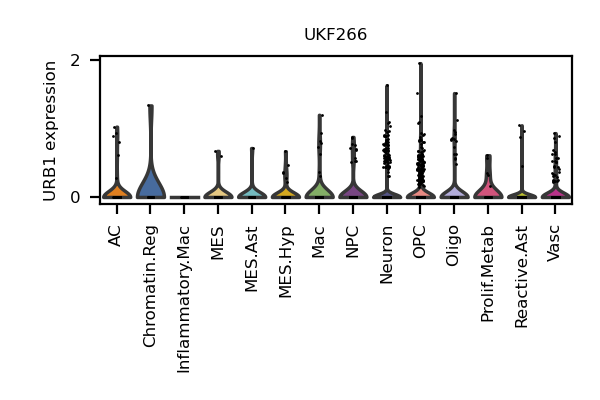 UKF266
URB1 expression
2
0
AC
Chromatin.Reg
Inflammatory.Mac
MES
MES.Ast
MES.Hyp
Mac
NPC
Neuron
OPC
Oligo
Prolif.Metab
Reactive.Ast
Vasc